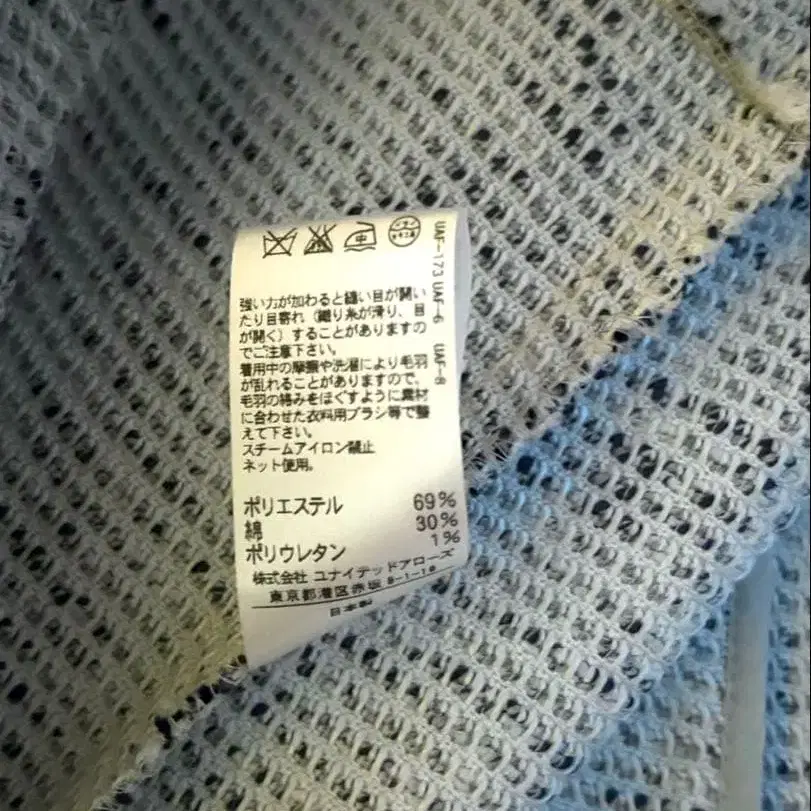 中
UAF-173 UAF-6 UAF-8
強い力が加わると縫い目が開い
たり目寄れ（織り糸が滑り、目
が開く）することがありますの
でご注意下さい。
着用中の摩擦や洗濯により毛羽
が乱れることがありますので、
毛羽の絡みをほぐすように素材
に合わせた衣料用ブラシ等で整
えて下さい。
スチームアイロン禁止
ネット使用。
ポリエステル 69%
綿 30%
ポリウレタン 1%
株式会社 ユナイテッドアローズ
東京都港区赤坂 8-1-19
日本製